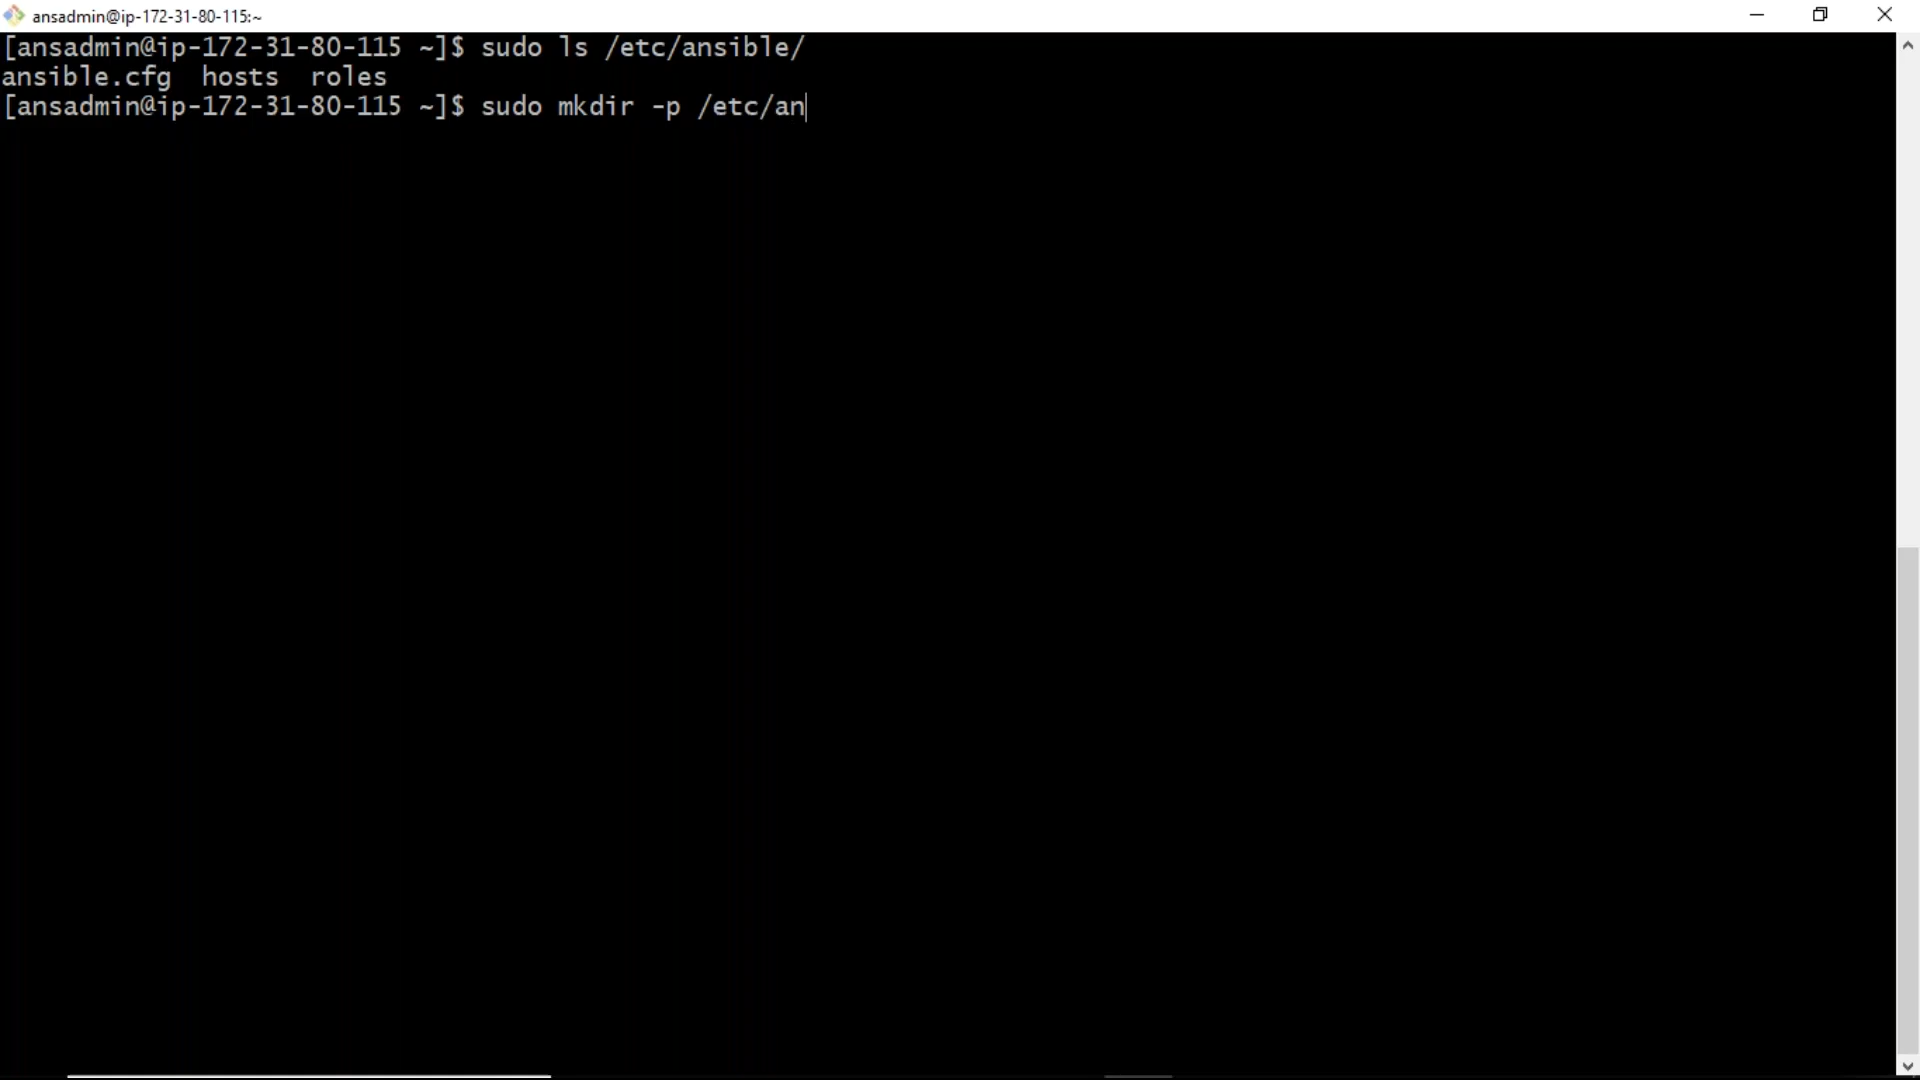 ansadmin@ip-172-31-80-115:~
[ansadmin@ip-172-31-80-115 ~]$ sudo ls /etc/ansible/
ansible.cfg  hosts  roles
[ansadmin@ip-172-31-80-115 ~]$ sudo mkdir -p /etc/an